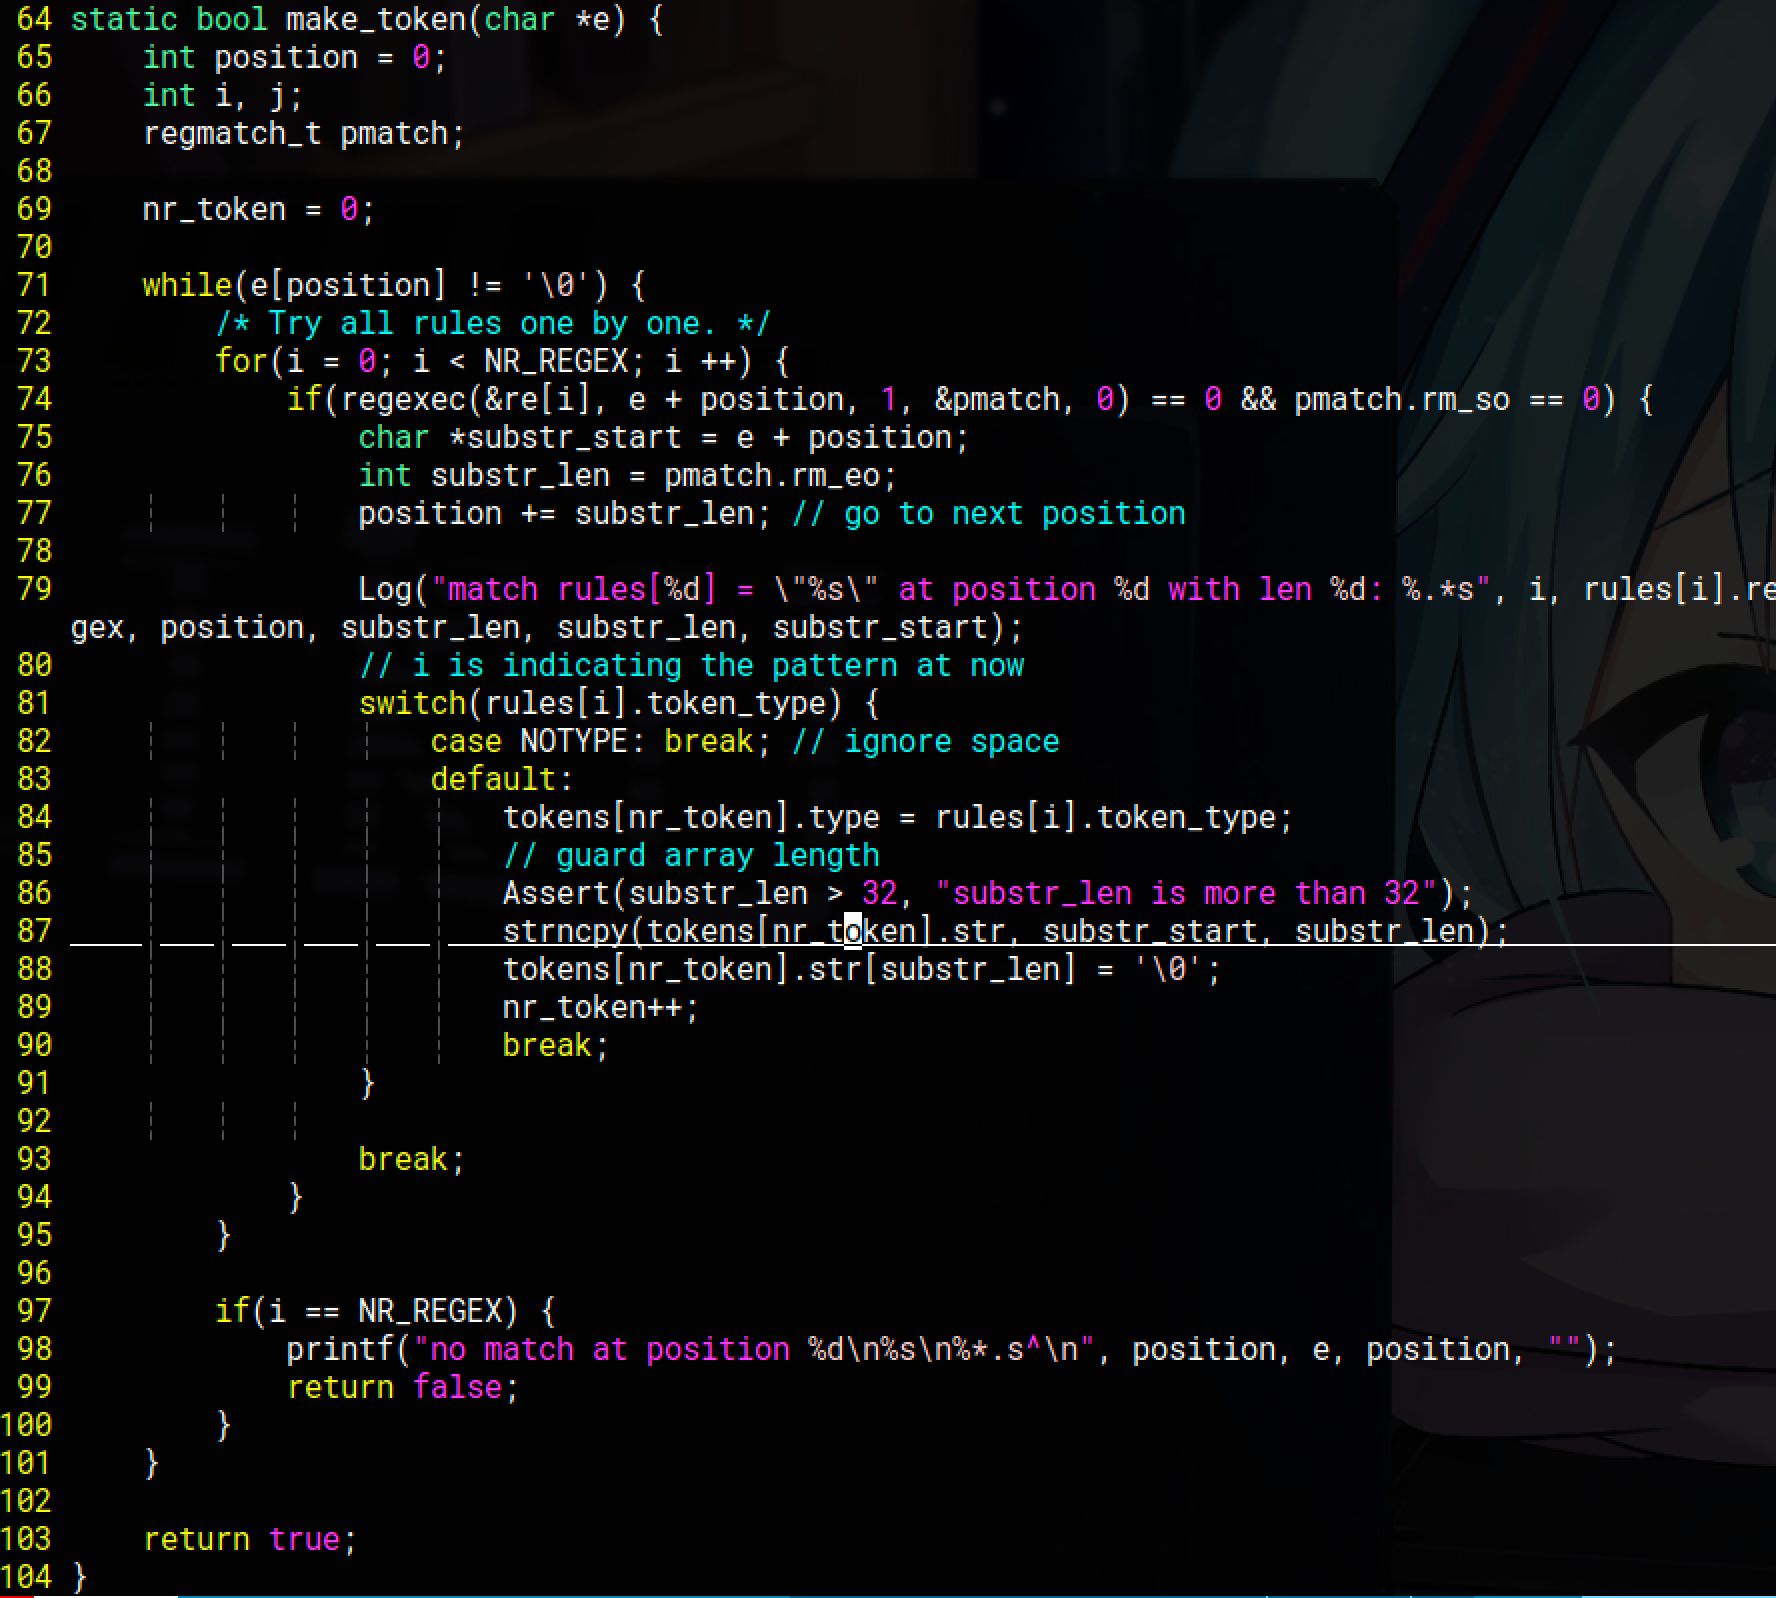 64 static bool make_token(char *e) {
65     int position = 0;
66     int i, j;
67     regmatch_t pmatch;
68
69     nr_token = 0;
70
71     while(e[position] != '\0') {
72         /* Try all rules one by one. */
73         for(i = 0; i < NR_REGEX; i ++) {
74             if(regexec(&re[i], e + position, 1, &pmatch, 0) == 0 && pmatch.rm_so == 0) {
75                 char *substr_start = e + position;
76                 int substr_len = pmatch.rm_eo;
77                 position += substr_len; // go to next position
78
79                 Log("match rules[%d] = \"%s\" at position %d with len %d: %.*s", i, rules[i].re
gex, position, substr_len, substr_len, substr_start);
80                 // i is indicating the pattern at now
81                 switch(rules[i].token_type) {
82                     case NOTYPE: break; // ignore space
83                     default:
84                         tokens[nr_token].type = rules[i].token_type;
85                         // guard array length
86                         Assert(substr_len > 32, "substr_len is more than 32");
87                         strncpy(tokens[nr_token].str, substr_start, substr_len);
88                         tokens[nr_token].str[substr_len] = '\0';
89                         nr_token++;
90                         break;
91                 }
92
93                 break;
94             }
95         }
96
97         if(i == NR_REGEX) {
98             printf("no match at position %d\n%s\n%*.s^\n", position, e, position, "");
99             return false;
100         }
101     }
102
103     return true;
104 }